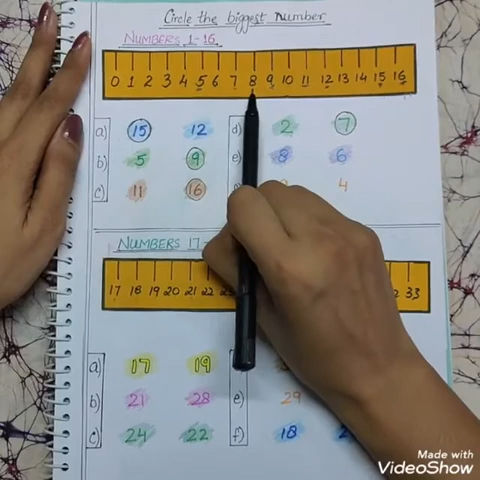 Circle the biggest Number
NUMBERS 1-16
0 1 2 3 4 5 6 7 8 9 10 11 12 13 14 15 16
a) 15 12 d) 2 7
b) 5 9 e) 8 6
c) 11 16 4
NUMBERS 17-
17 18 19 20 21 22 33
a) 17 19
b) 21 28 e) 29
c) 24 22 f) 18
Made with
VideoShow